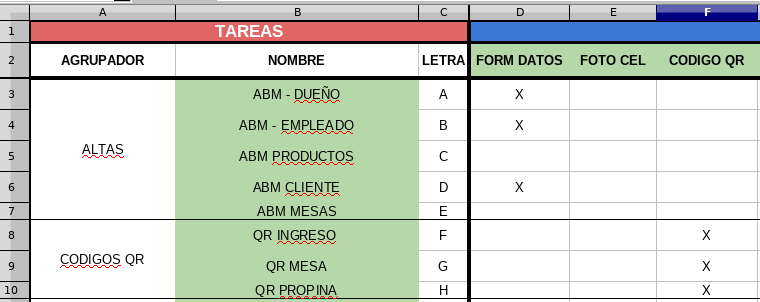 A B C D E F
1 TAREAS
2 AGRUPADOR NOMBRE LETRA FORM DATOS FOTO CEL CODIGO QR
3 ABM - DUEÑO A X
4 ABM - EMPLEADO B X
ALTAS
5 ABM PRODUCTOS C
6 ABM CLIENTE D X
7 ABM MESAS E
8 QR INGRESO F X
CODIGOS QR
9 QR MESA G X
10 QR PROPINA H X